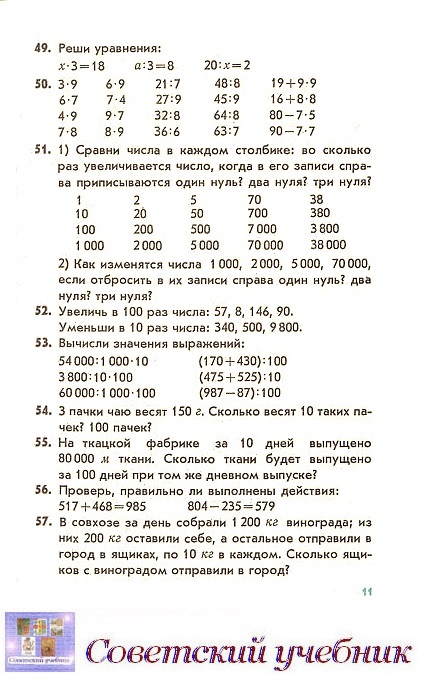 49. Реши уравнения:
x·3=18 a:3=8 20:x=2
50. 3·9 6·9 21:7 48:8 19+9·9
6·7 7·4 27:9 45:9 16+8·8
4·9 9·7 32:8 64:8 80−7·5
7·8 8·9 36:6 63:7 90−7·7
51. 1) Сравни числа в каждом столбике: во сколько
раз увеличивается число, когда в его записи спра-
ва приписываются один нуль? два нуля? три нуля?
1 2 5 70 38
10 20 50 700 380
100 200 500 7 000 3 800
1 000 2 000 5 000 70 000 38 000
2) Как изменятся числа 1 000, 2 000, 5 000, 70 000,
если отбросить в их записи справа один нуль? два
нуля? три нуля?
52. Увеличь в 100 раз числа: 57, 8, 146, 90.
Уменьши в 10 раз числа: 340, 500, 9 800.
53. Вычисли значения выражений:
54 000:1 000·10 (170+430):100
3 800:10·100 (475+525):10
60 000:1 000·100 (987−87):100
54. 3 пачки чаю весят 150 г. Сколько весят 10 таких па-
чек? 100 пачек?
55. На ткацкой фабрике за 10 дней выпущено
80 000 м ткани. Сколько ткани будет выпущено
за 100 дней при том же дневном выпуске?
56. Проверь, правильно ли выполнены действия:
517+468=985 804−235=579
57. В совхозе за день собрали 1 200 кг винограда; из
них 200 кг оставили себе, а остальное отправили в
город в ящиках, по 10 кг в каждом. Сколько ящи-
ков с виноградом отправили в город?
11
Советский учебник
Советский учебник